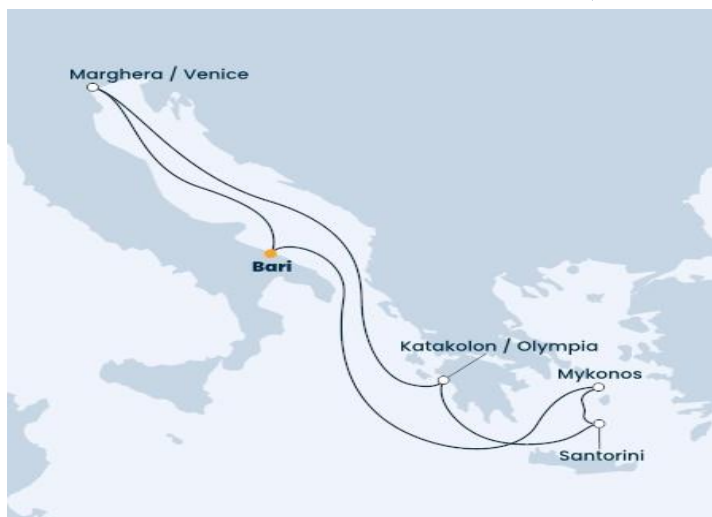 Marghera / Venice
Bari
Katakolon / Olympia
Mykonos
Santorini